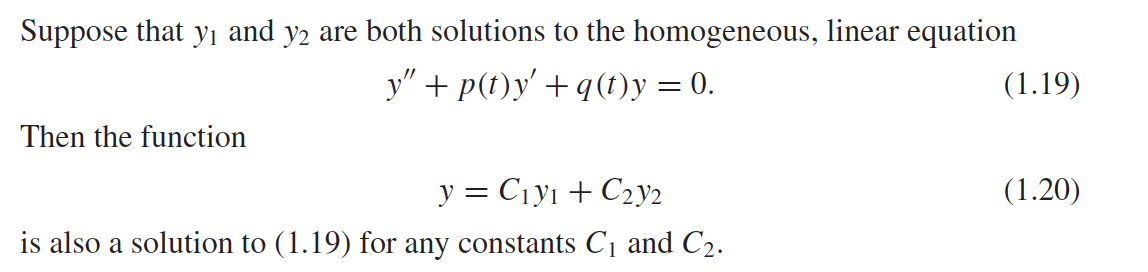 Suppose that y₁ and y₂ are both solutions to the homogeneous, linear equation
y″ + p(t)y′ + q(t)y = 0. (1.19)
Then the function
y = C₁y₁ + C₂y₂ (1.20)
is also a solution to (1.19) for any constants C₁ and C₂.